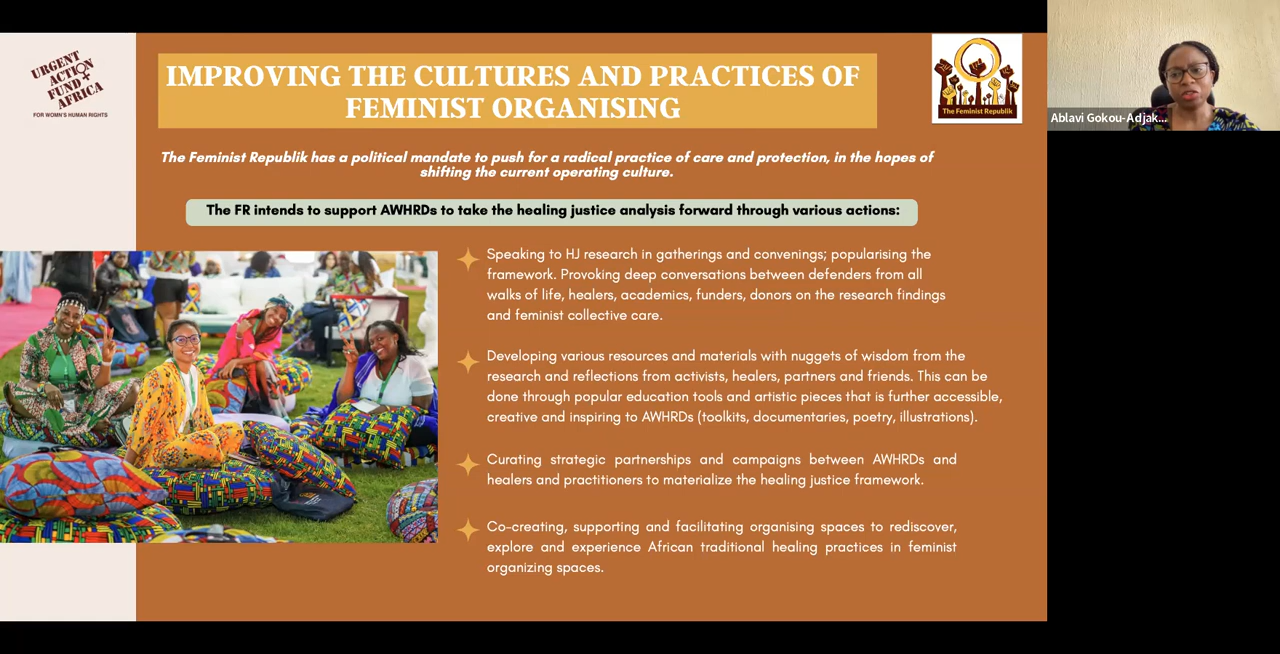 URGENT
ACTION
FUND
AFRICA
FOR WOMN'S HUMAN RIGHTS
IMPROVING THE CULTURES AND PRACTICES OF
FEMINIST ORGANISING
The Feminist Republik
Ablavi Gokou-Adjak...
The Feminist Republik has a political mandate to push for a radical practice of care and protection, in the hopes of
shifting the current operating culture.
The FR intends to support AWHRDs to take the healing justice analysis forward through various actions:
Speaking to HJ research in gatherings and convenings; popularising the
framework. Provoking deep conversations between defenders from all
walks of life, healers, academics, funders, donors on the research findings
and feminist collective care.
Developing various resources and materials with nuggets of wisdom from the
research and reflections from activists, healers, partners and friends. This can be
done through popular education tools and artistic pieces that is further accessible,
creative and inspiring to AWHRDs (toolkits, documentaries, poetry, illustrations).
Curating strategic partnerships and campaigns between AWHRDs and
healers and practitioners to materialize the healing justice framework.
Co-creating, supporting and facilitating organising spaces to rediscover,
explore and experience African traditional healing practices in feminist
organizing spaces.